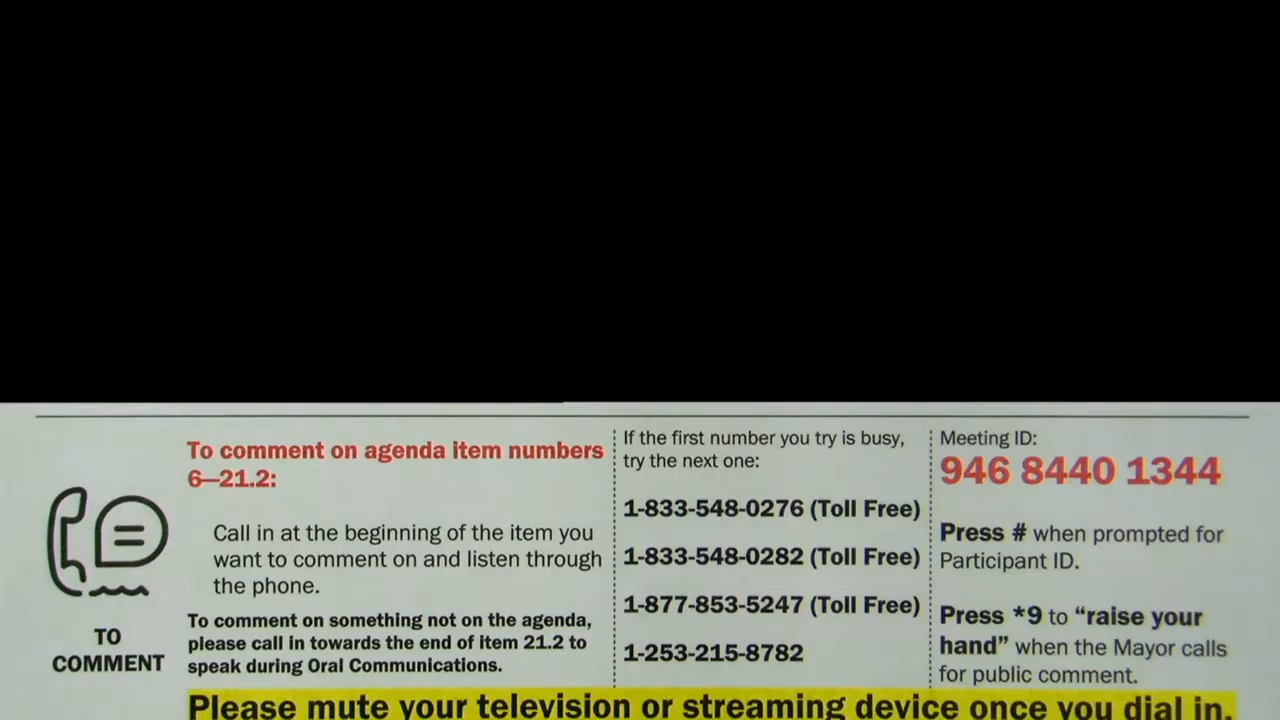 To comment on agenda item numbers
6—21.2:
Call in at the beginning of the item you
want to comment on and listen through
the phone.
To comment on something not on the agenda,
please call in towards the end of item 21.2 to
speak during Oral Communications.
TO
COMMENT
If the first number you try is busy,
try the next one:
1-833-548-0276 (Toll Free)
1-833-548-0282 (Toll Free)
1-877-853-5247 (Toll Free)
1-253-215-8782
Meeting ID:
946 8440 1344
Press # when prompted for
Participant ID.
Press *9 to “raise your
hand” when the Mayor calls
for public comment.
Please mute your television or streaming device once you dial in.